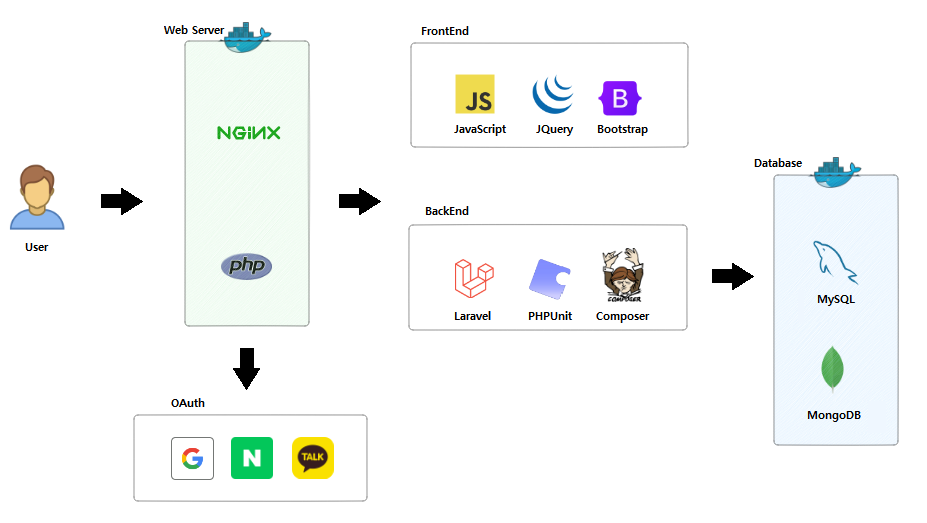 Web Server
NGINX
php
User
FrontEnd
JS
JavaScript
JQuery
B
Bootstrap
BackEnd
Laravel
PHPUnit
COMPOSER
Composer
Database
MySQL
MongoDB
OAuth
G
N
TALK